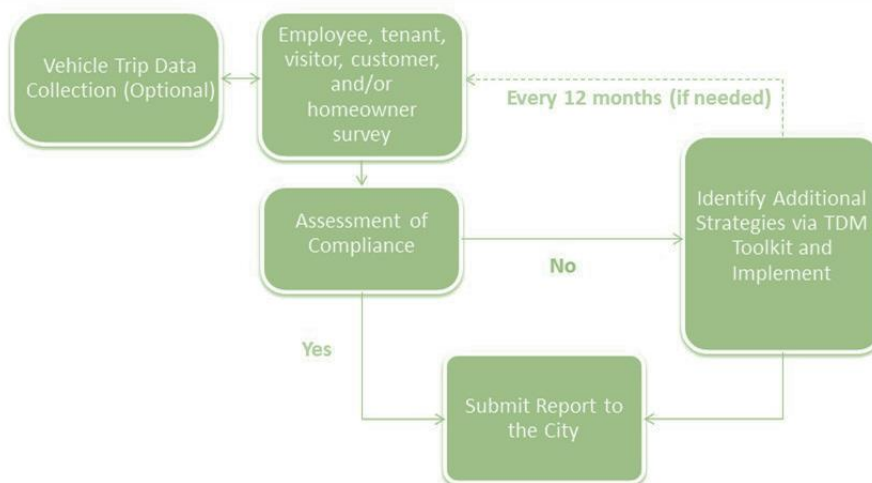 Vehicle Trip Data
Collection (Optional)
Employee, tenant,
visitor, customer,
and/or
homeowner
survey
Every 12 months (if needed)
Assessment of
Compliance
No
Identify Additional
Strategies via TDM
Toolkit and
Implement
Yes
Submit Report to
the City